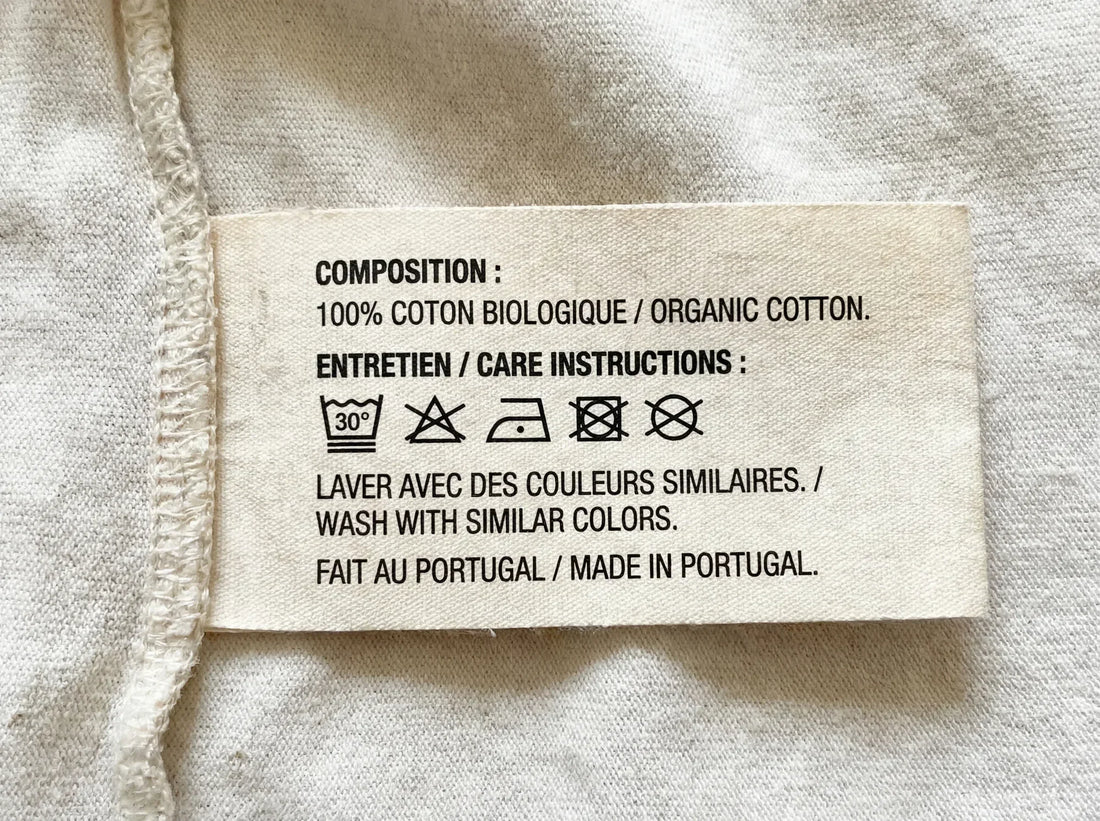 COMPOSITION :
100% COTON BIOLOGIQUE / ORGANIC COTTON.
ENTRETIEN / CARE INSTRUCTIONS :
30°
LAVER AVEC DES COULEURS SIMILAIRES. /
WASH WITH SIMILAR COLORS.
FAIT AU PORTUGAL / MADE IN PORTUGAL.